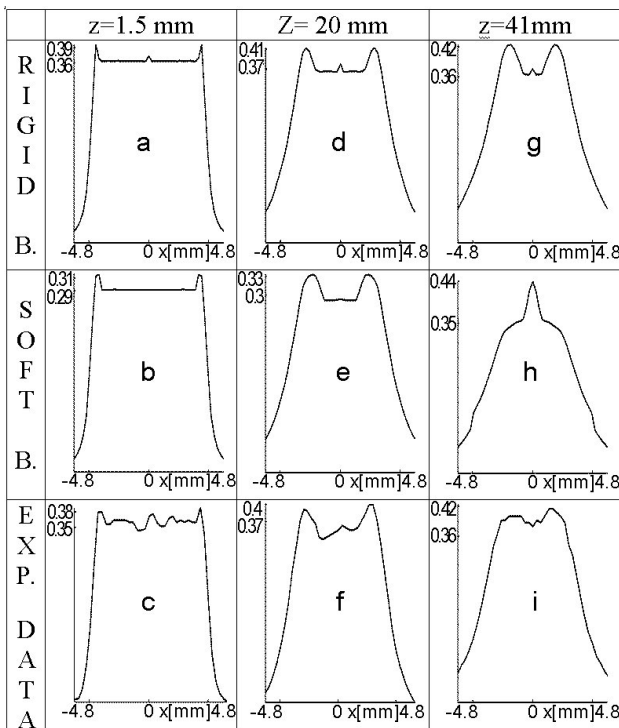 z=1.5 mm Z= 20 mm z=41mm
RIGID B.
0.39
0.36
a
-4.8 0 x[mm] 4.8
0.41
0.37
d
-4.8 0 x[mm] 4.8
0.42
0.36
g
-4.8 0 x[mm] 4.8
SOFT B.
0.31
0.29
b
-4.8 0 x[mm] 4.8
0.33
0.3
e
-4.8 0 x[mm] 4.8
0.44
0.35
h
-4.8 0 x[mm] 4.8
EXP. DATA
0.38
0.35
c
-4.8 0 x[mm] 4.8
0.4
0.37
f
-4.8 0 x[mm] 4.8
0.42
0.36
i
-4.8 0 x[mm] 4.8